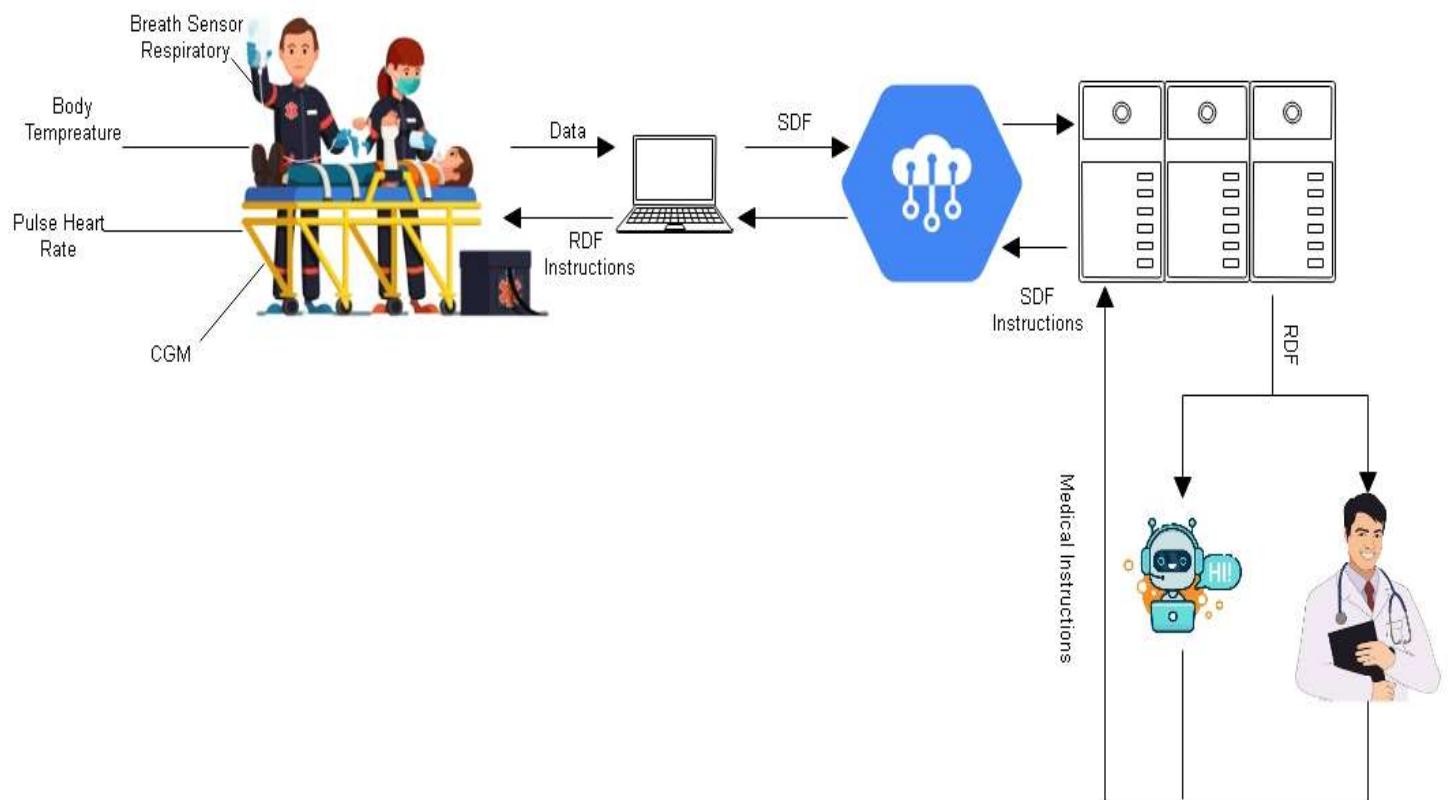 Breath Sensor
Respiratory
Body
Tempreature
Pulse Heart
Rate
CGM
Data
RDF
Instructions
SDF
SDF
Instructions
RDF
Medical Instructions
HI!